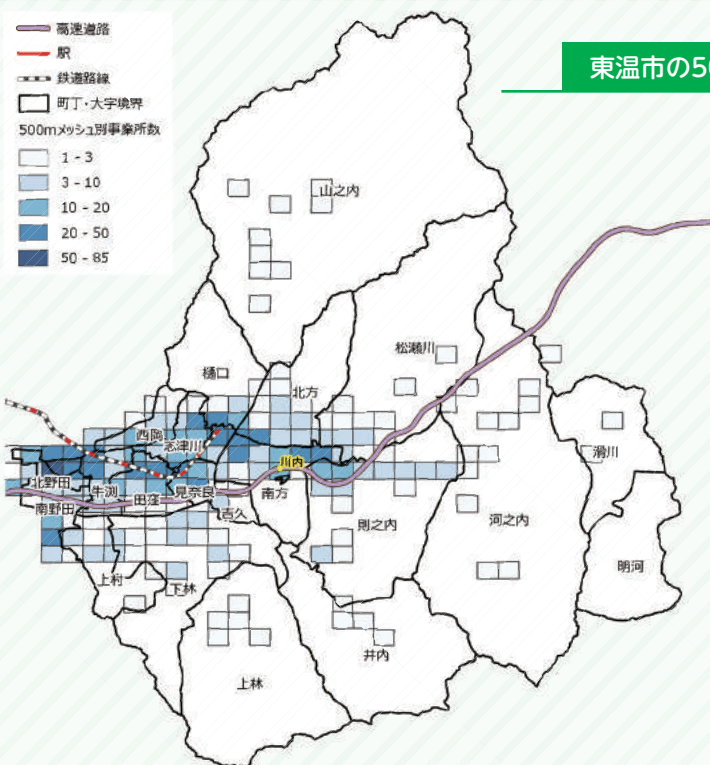 高速道路
駅
鉄道路線
町丁・大字境界
500mメッシュ別事業所数
1 - 3
3 - 10
10 - 20
20 - 50
50 - 85
東温市の50
山之内
松瀬川
樋口
北方
滑川
西岡
志津川
川内
北野田
牛渕
田窪
見奈良
南方
南野田
吉久
則之内
河之内
明河
上村
下林
井内
上林